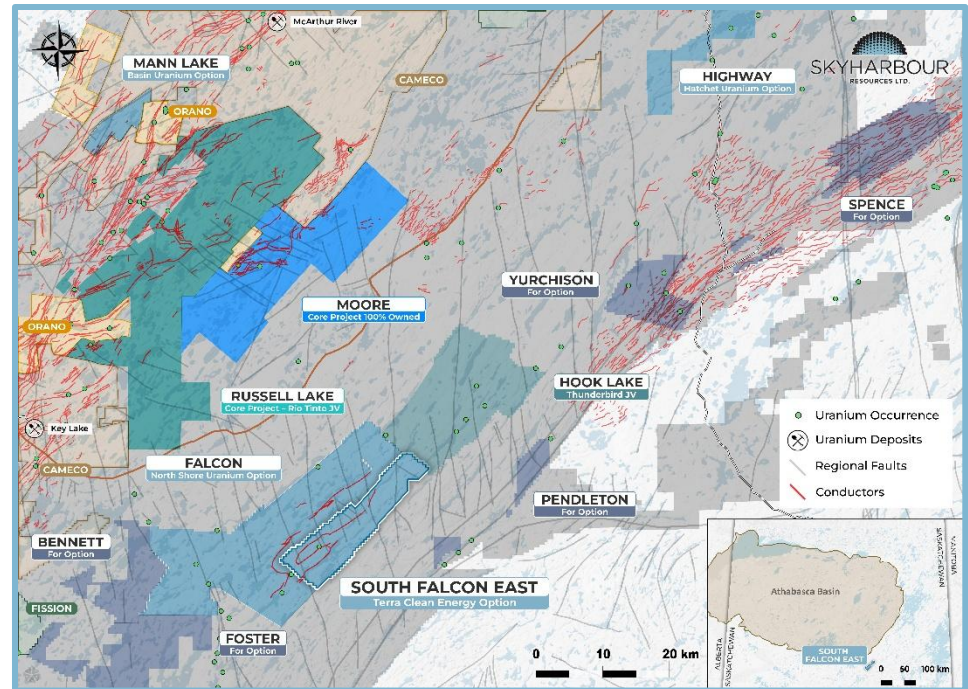 McArthur River
MANN LAKE
Basin Uranium Option
CAMECO
ORANO
HIGHWAY
Hatchet Uranium Option
SKYHARBOUR
RESOURCES LTD.
SPENCE
For Option
YURCHISON
For Option
MOORE
Core Project 100% Owned
ORANO
RUSSELL LAKE
Core Project - Rio Tinto JV
HOOK LAKE
Thunderbird JV
Key Lake
CAMECO
FALCON
North Shore Uranium Option
Uranium Occurrence
Uranium Deposits
Regional Faults
Conductors
PENDLETON
For Option
BENNETT
For Option
SOUTH FALCON EAST
Terra Clean Energy Option
FISSION
FOSTER
For Option
0 10 20 km
SASKATCHEWAN
MANITOBA
Athabasca Basin
ALBERTA
SASKATCHEWAN
SOUTH
FALCON EAST
0 50 100 km